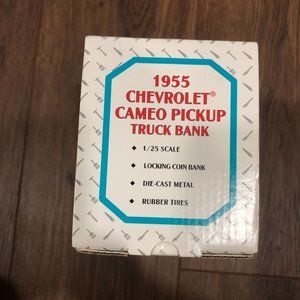 1955
CHEVROLET®
CAMEO PICKUP
TRUCK BANK
◆ 1/25 SCALE
◆ LOCKING COIN BANK
◆ DIE-CAST METAL
◆ RUBBER TIRES